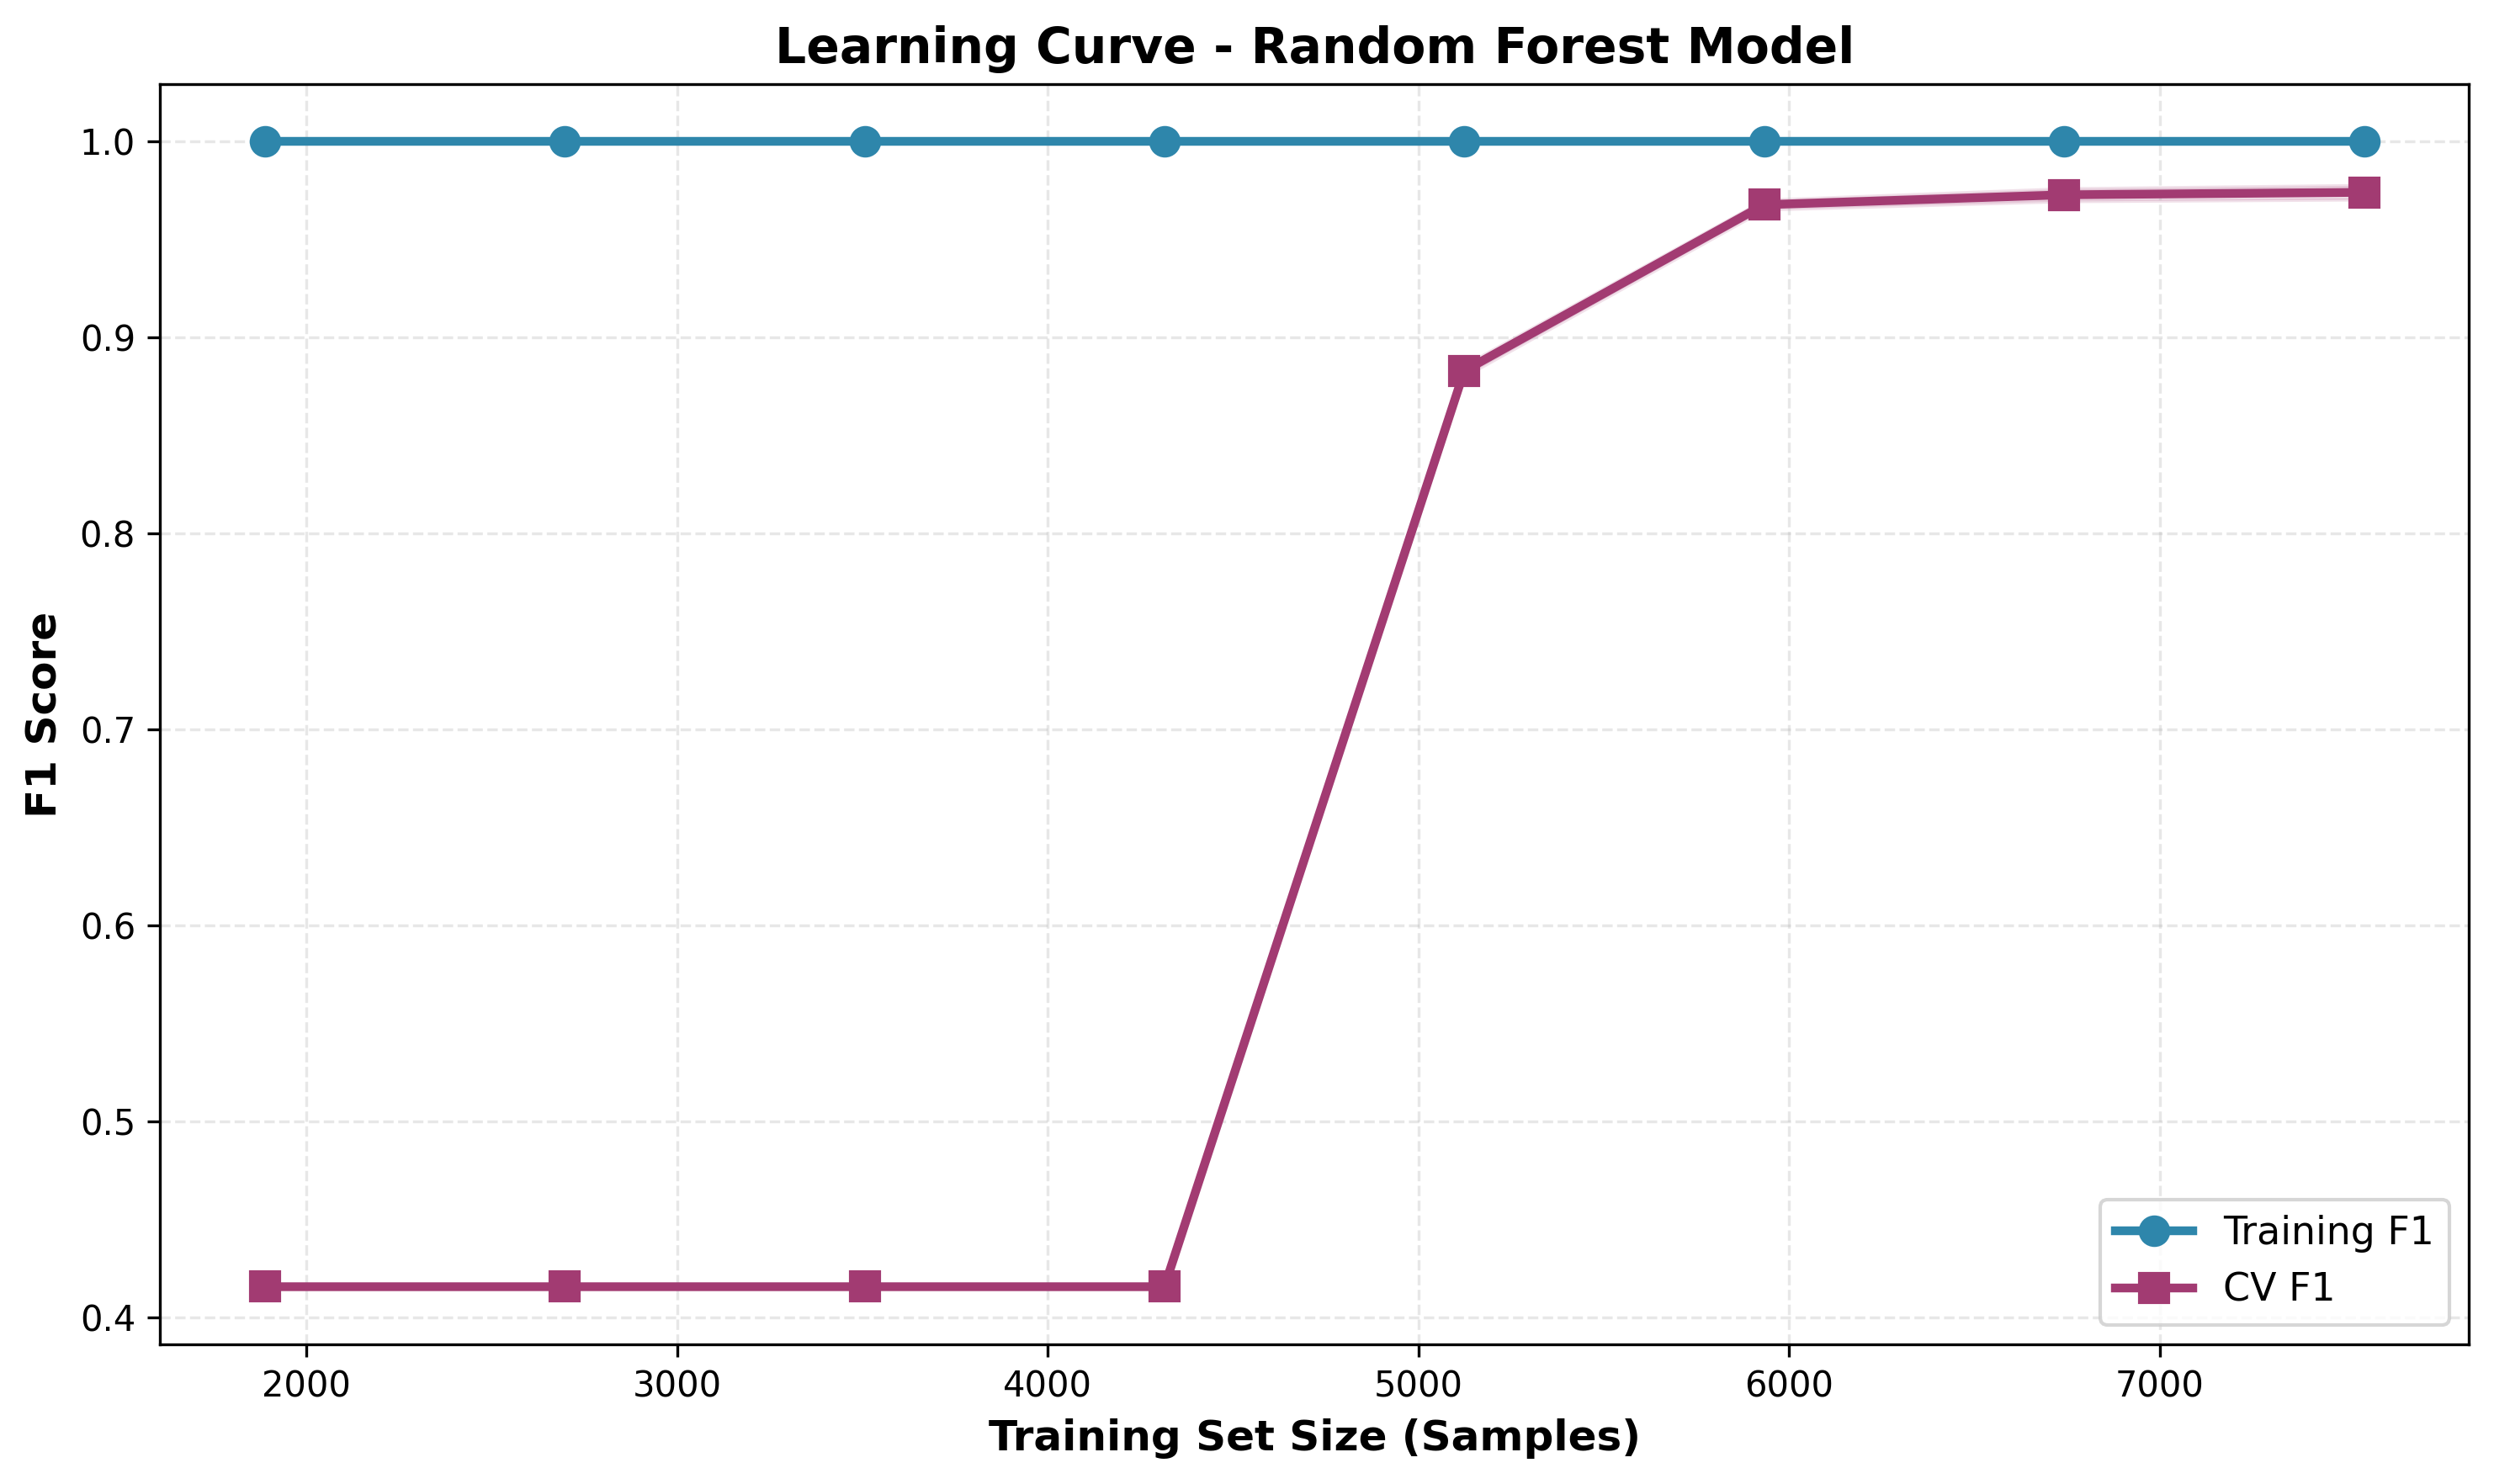 Learning Curve - Random Forest Model
F1 Score
1.0
0.9
0.8
0.7
0.6
0.5
0.4
2000 3000 4000 5000 6000 7000
Training Set Size (Samples)
Training F1
CV F1